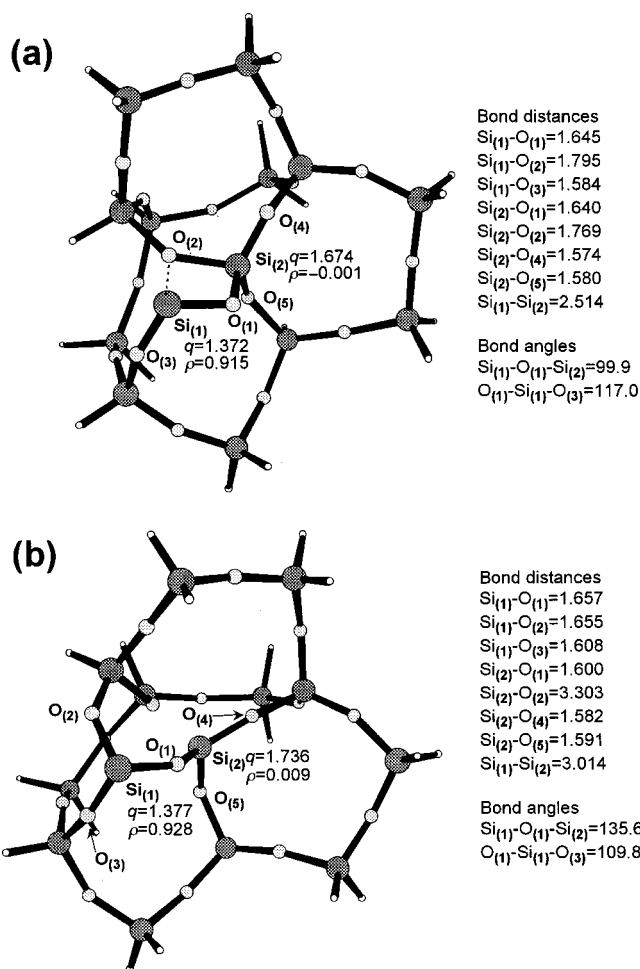 (a)
Bond distances
Si(1)-O(1)=1.645
Si(1)-O(2)=1.795
Si(1)-O(3)=1.584
Si(2)-O(1)=1.640
Si(2)-O(2)=1.769
Si(2)-O(4)=1.574
Si(2)-O(5)=1.580
Si(1)-Si(2)=2.514
Bond angles
Si(1)-O(1)-Si(2)=99.9
O(1)-Si(1)-O(3)=117.0
O(4)
O(2)
Si(2) q=1.674
ρ=−0.001
O(5)
O(1)
Si(1)
q=1.372
ρ=0.915
O(3)
(b)
Bond distances
Si(1)-O(1)=1.657
Si(1)-O(2)=1.655
Si(1)-O(3)=1.608
Si(2)-O(1)=1.600
Si(2)-O(2)=3.303
Si(2)-O(4)=1.582
Si(2)-O(5)=1.591
Si(1)-Si(2)=3.014
Bond angles
Si(1)-O(1)-Si(2)=135.6
O(1)-Si(1)-O(3)=109.8
O(2)
O(4)
O(1)
Si(2) q=1.736
ρ=0.009
Si(1)
q=1.377
ρ=0.928
O(5)
O(3)